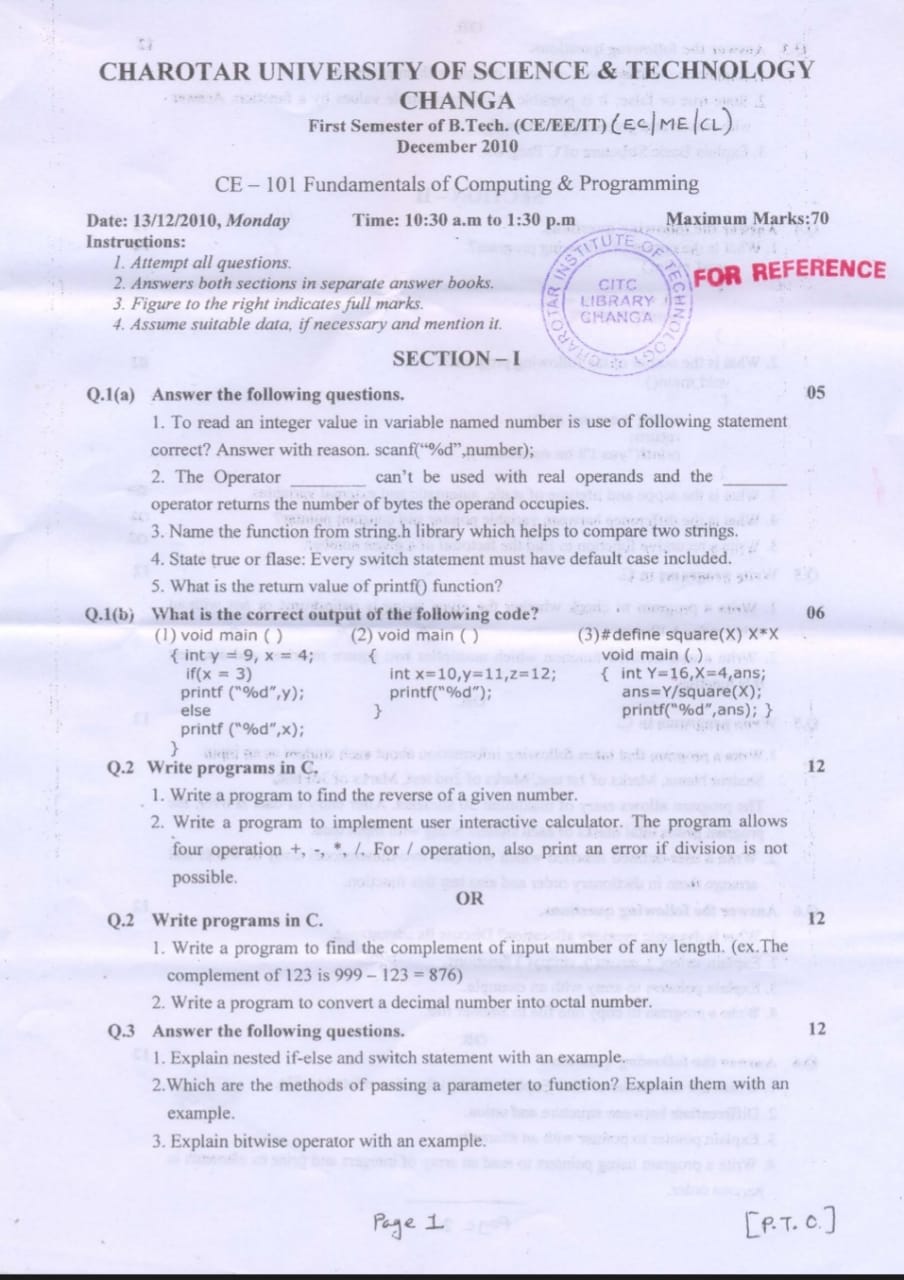 CHAROTAR UNIVERSITY OF SCIENCE & TECHNOLOGY
CHANGA
First Semester of B.Tech. (CE/EE/IT) (EC/ME/CL)
December 2010
CE – 101 Fundamentals of Computing & Programming
Date: 13/12/2010, Monday Time: 10:30 a.m to 1:30 p.m Maximum Marks:70
Instructions:
1. Attempt all questions.
2. Answers both sections in separate answer books.
3. Figure to the right indicates full marks.
4. Assume suitable data, if necessary and mention it.
CHAROTAR INSTITUTE OF TECHNOLOGY
CITC
LIBRARY
CHANGA
CHANGA
FOR REFERENCE
SECTION – I
Q.1(a) Answer the following questions. 05
1. To read an integer value in variable named number is use of following statement
correct? Answer with reason. scanf("%d",number);
2. The Operator ________ can't be used with real operands and the _______
operator returns the number of bytes the operand occupies.
3. Name the function from string.h library which helps to compare two strings.
4. State true or flase: Every switch statement must have default case included.
5. What is the return value of printf() function?
Q.1(b) What is the correct output of the following code? 06
(1) void main ( ) (2) void main ( ) (3)#define square(X) X*X
{ int y = 9, x = 4; { void main ( )
if(x = 3) int x=10,y=11,z=12; { int Y=16,X=4,ans;
printf ("%d",y); printf("%d"); ans=Y/square(X);
else } printf("%d",ans); }
printf ("%d",x);
}
Q.2 Write programs in C. 12
1. Write a program to find the reverse of a given number.
2. Write a program to implement user interactive calculator. The program allows
four operation +, -, *, /. For / operation, also print an error if division is not
possible.
OR
Q.2 Write programs in C. 12
1. Write a program to find the complement of input number of any length. (ex.The
complement of 123 is 999 – 123 = 876)
2. Write a program to convert a decimal number into octal number.
Q.3 Answer the following questions. 12
1. Explain nested if-else and switch statement with an example.
2.Which are the methods of passing a parameter to function? Explain them with an
example.
3. Explain bitwise operator with an example.
Page 1 [P.T.O.]